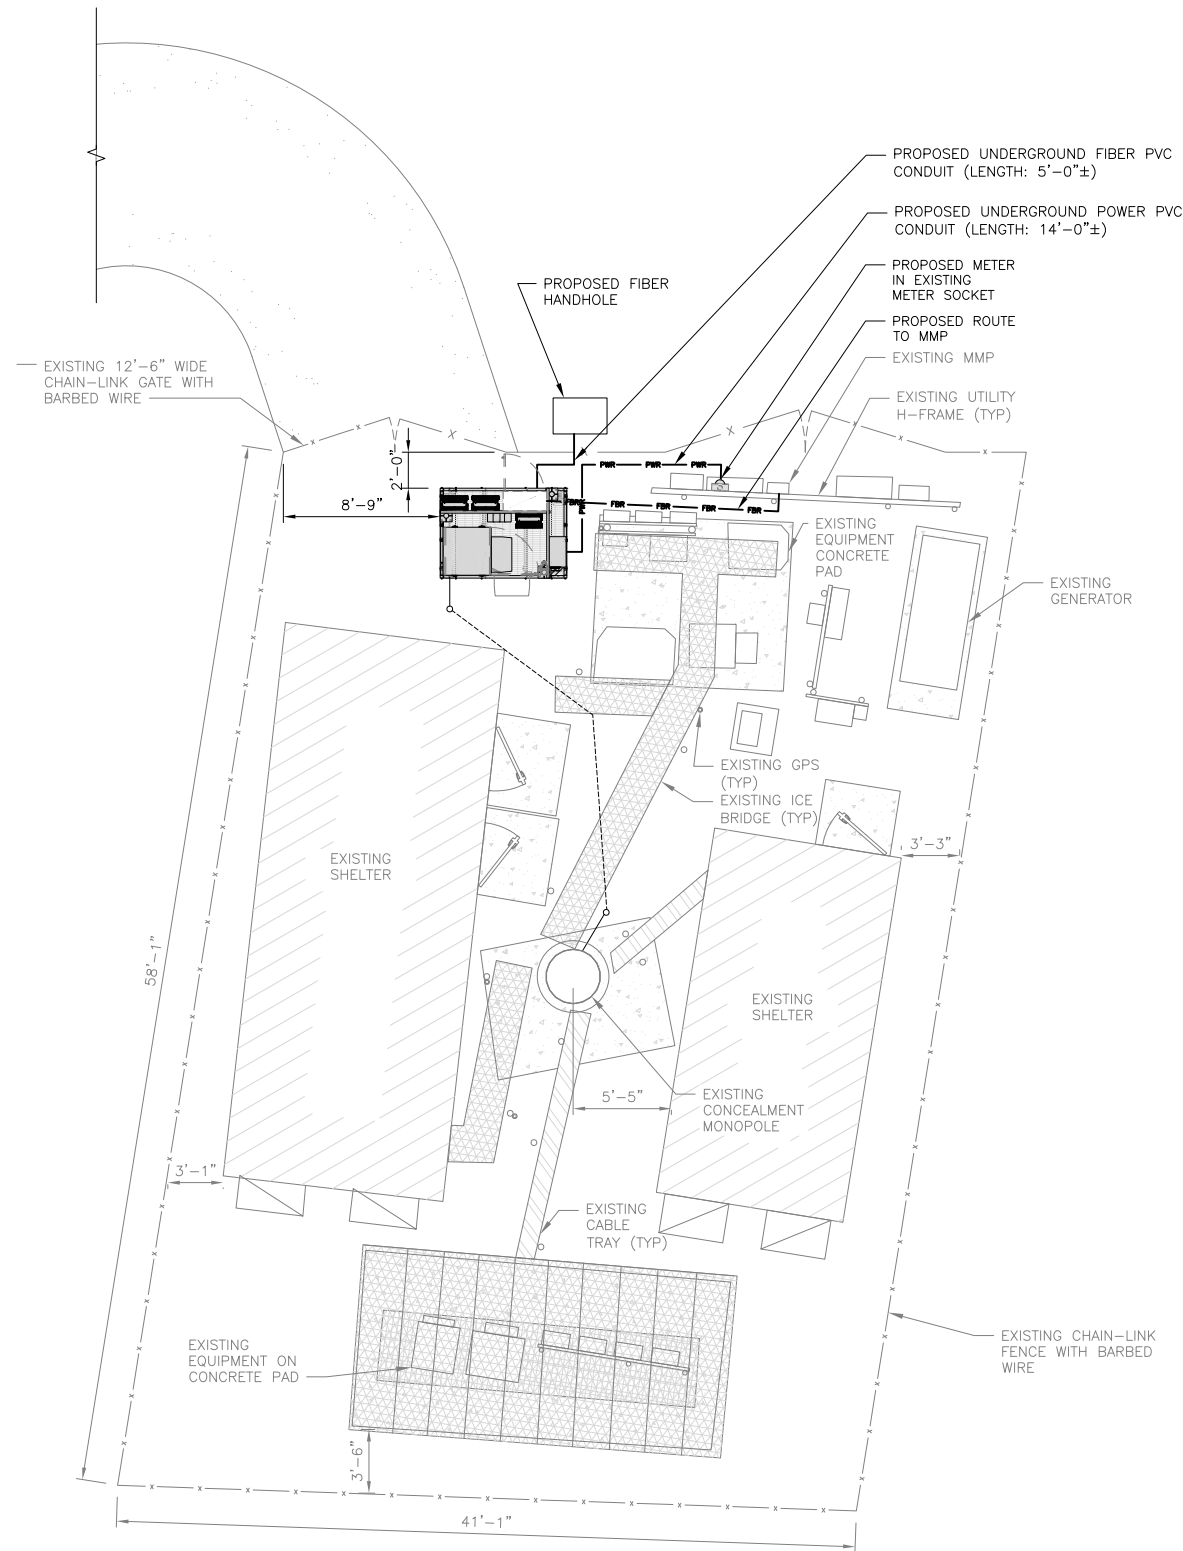 PROPOSED UNDERGROUND FIBER PVC
CONDUIT (LENGTH: 5'-0"±)
PROPOSED UNDERGROUND POWER PVC
CONDUIT (LENGTH: 14'-0"±)
PROPOSED METER
IN EXISTING
METER SOCKET
PROPOSED FIBER
HANDHOLE
PROPOSED ROUTE
TO MMP
EXISTING MMP
EXISTING 12'-6" WIDE
CHAIN-LINK GATE WITH
BARBED WIRE
EXISTING UTILITY
H-FRAME (TYP)
2'-0"
PWR
PWR
PWR
8'-9"
FBR
PWR
FBR
FBR
FBR
FBR
EXISTING
EQUIPMENT
CONCRETE
PAD
EXISTING
GENERATOR
EXISTING GPS
(TYP)
EXISTING ICE
BRIDGE (TYP)
3'-3"
EXISTING
SHELTER
58'-1"
EXISTING
SHELTER
5'-5"
EXISTING
CONCEALMENT
MONOPOLE
3'-1"
EXISTING
CABLE
TRAY (TYP)
EXISTING
EQUIPMENT ON
CONCRETE PAD
EXISTING CHAIN-LINK
FENCE WITH BARBED
WIRE
3'-6"
41'-1"